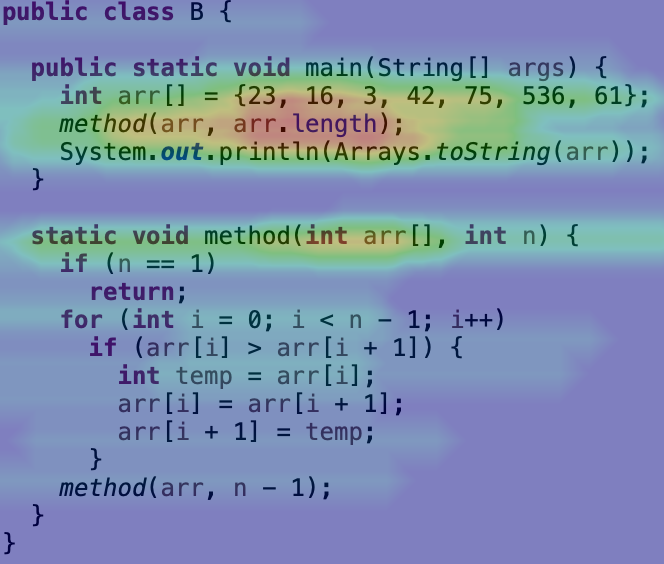 public class B {
public static void main(String[] args) {
int arr[] = {23, 16, 3, 42, 75, 536, 61};
method(arr, arr.length);
System.out.println(Arrays.toString(arr));
}
static void method(int arr[], int n) {
if (n == 1)
return;
for (int i = 0; i < n - 1; i++)
if (arr[i] > arr[i + 1]) {
int temp = arr[i];
arr[i] = arr[i + 1];
arr[i + 1] = temp;
}
method(arr, n - 1);
}
}